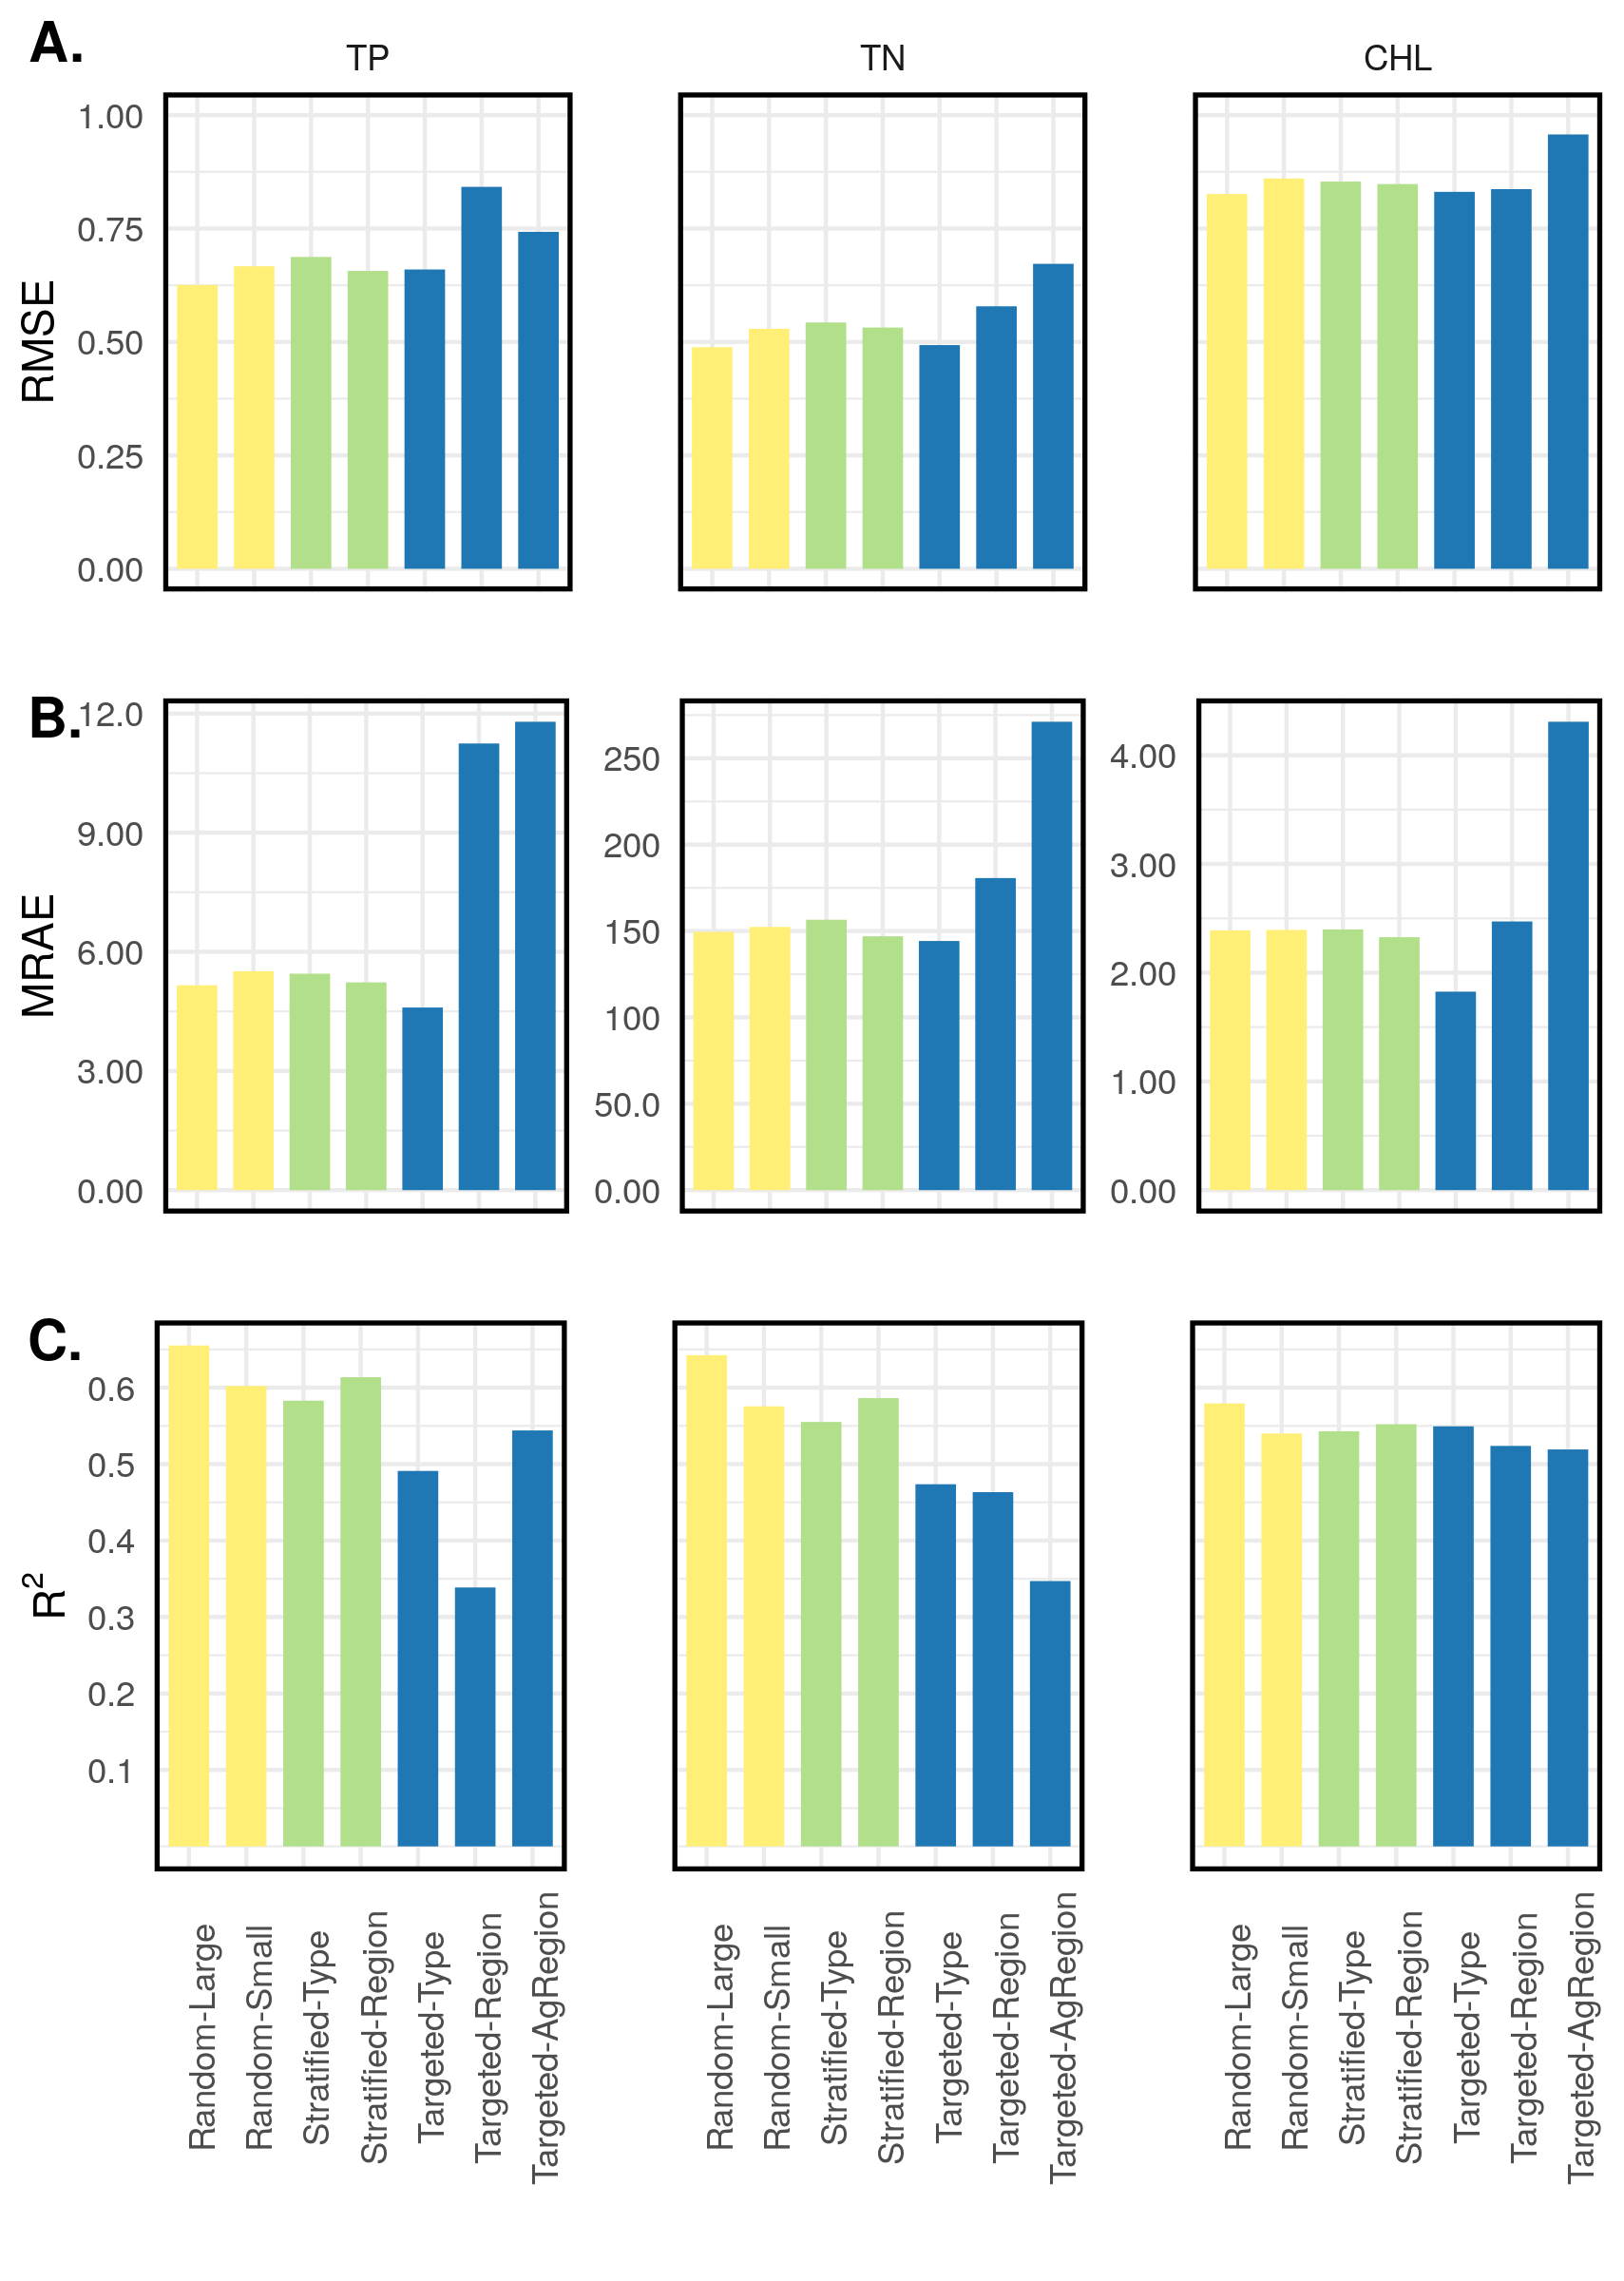 A.
TP TN CHL
RMSE
1.00
0.75
0.50
0.25
0.00
B.
MRAE
12.0
9.00
6.00
3.00
0.00
250
200
150
100
50.0
0.00
4.00
3.00
2.00
1.00
0.00
C.
R²
0.6
0.5
0.4
0.3
0.2
0.1
Random-Large
Random-Small
Stratified-Type
Stratified-Region
Targeted-Type
Targeted-Region
Targeted-AgRegion
Random-Large
Random-Small
Stratified-Type
Stratified-Region
Targeted-Type
Targeted-Region
Targeted-AgRegion
Random-Large
Random-Small
Stratified-Type
Stratified-Region
Targeted-Type
Targeted-Region
Targeted-AgRegion